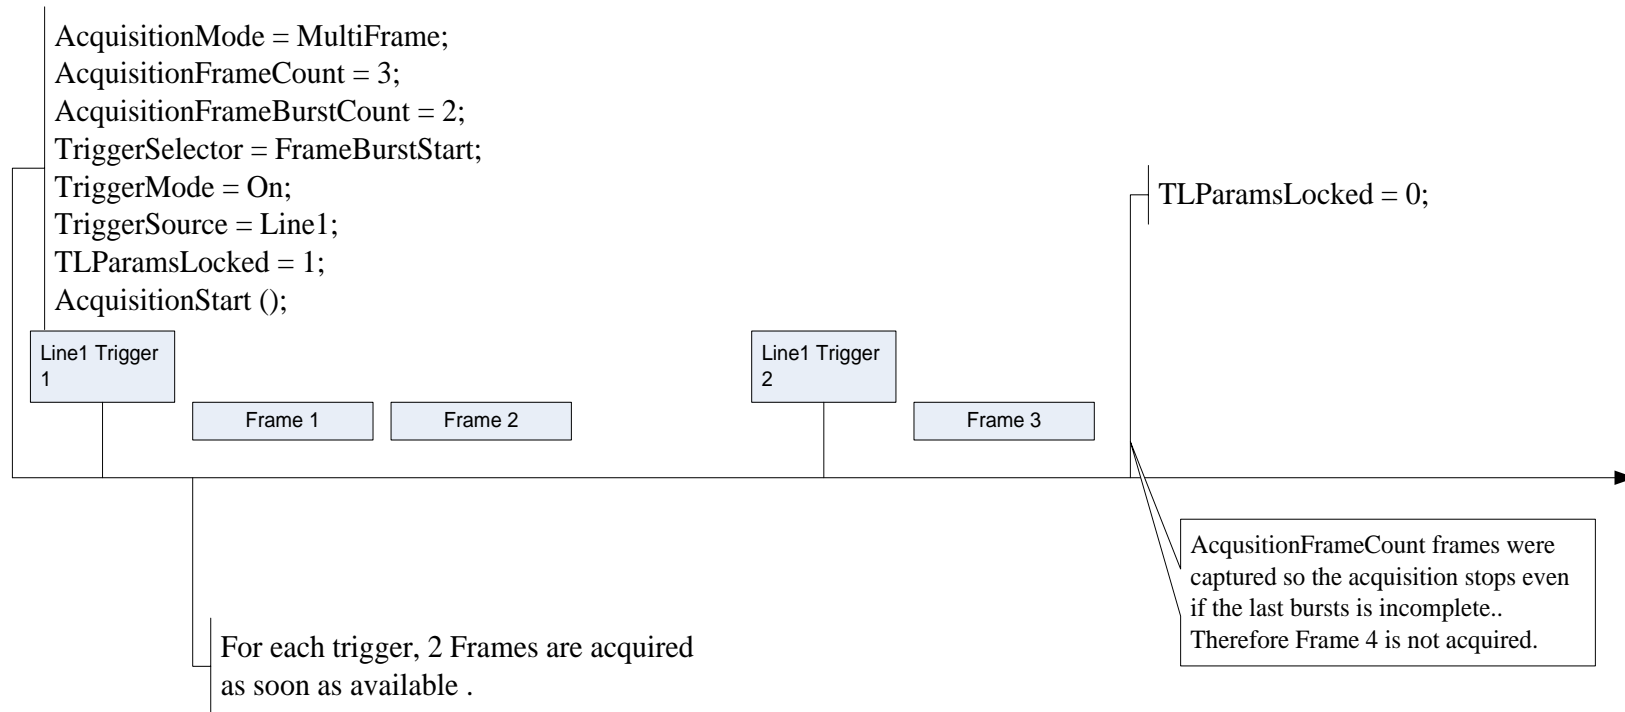 AcquisitionMode = MultiFrame;
AcquisitionFrameCount = 3;
AcquisitionFrameBurstCount = 2;
TriggerSelector = FrameBurstStart;
TriggerMode = On;
TriggerSource = Line1;
TLParamsLocked = 1;
AcquisitionStart ();
TLParamsLocked = 0;
Line1 Trigger
1
Line1 Trigger
2
Frame 1
Frame 2
Frame 3
AcqusitionFrameCount frames were
captured so the acquisition stops even
if the last bursts is incomplete..
Therefore Frame 4 is not acquired.
For each trigger, 2 Frames are acquired
as soon as available .